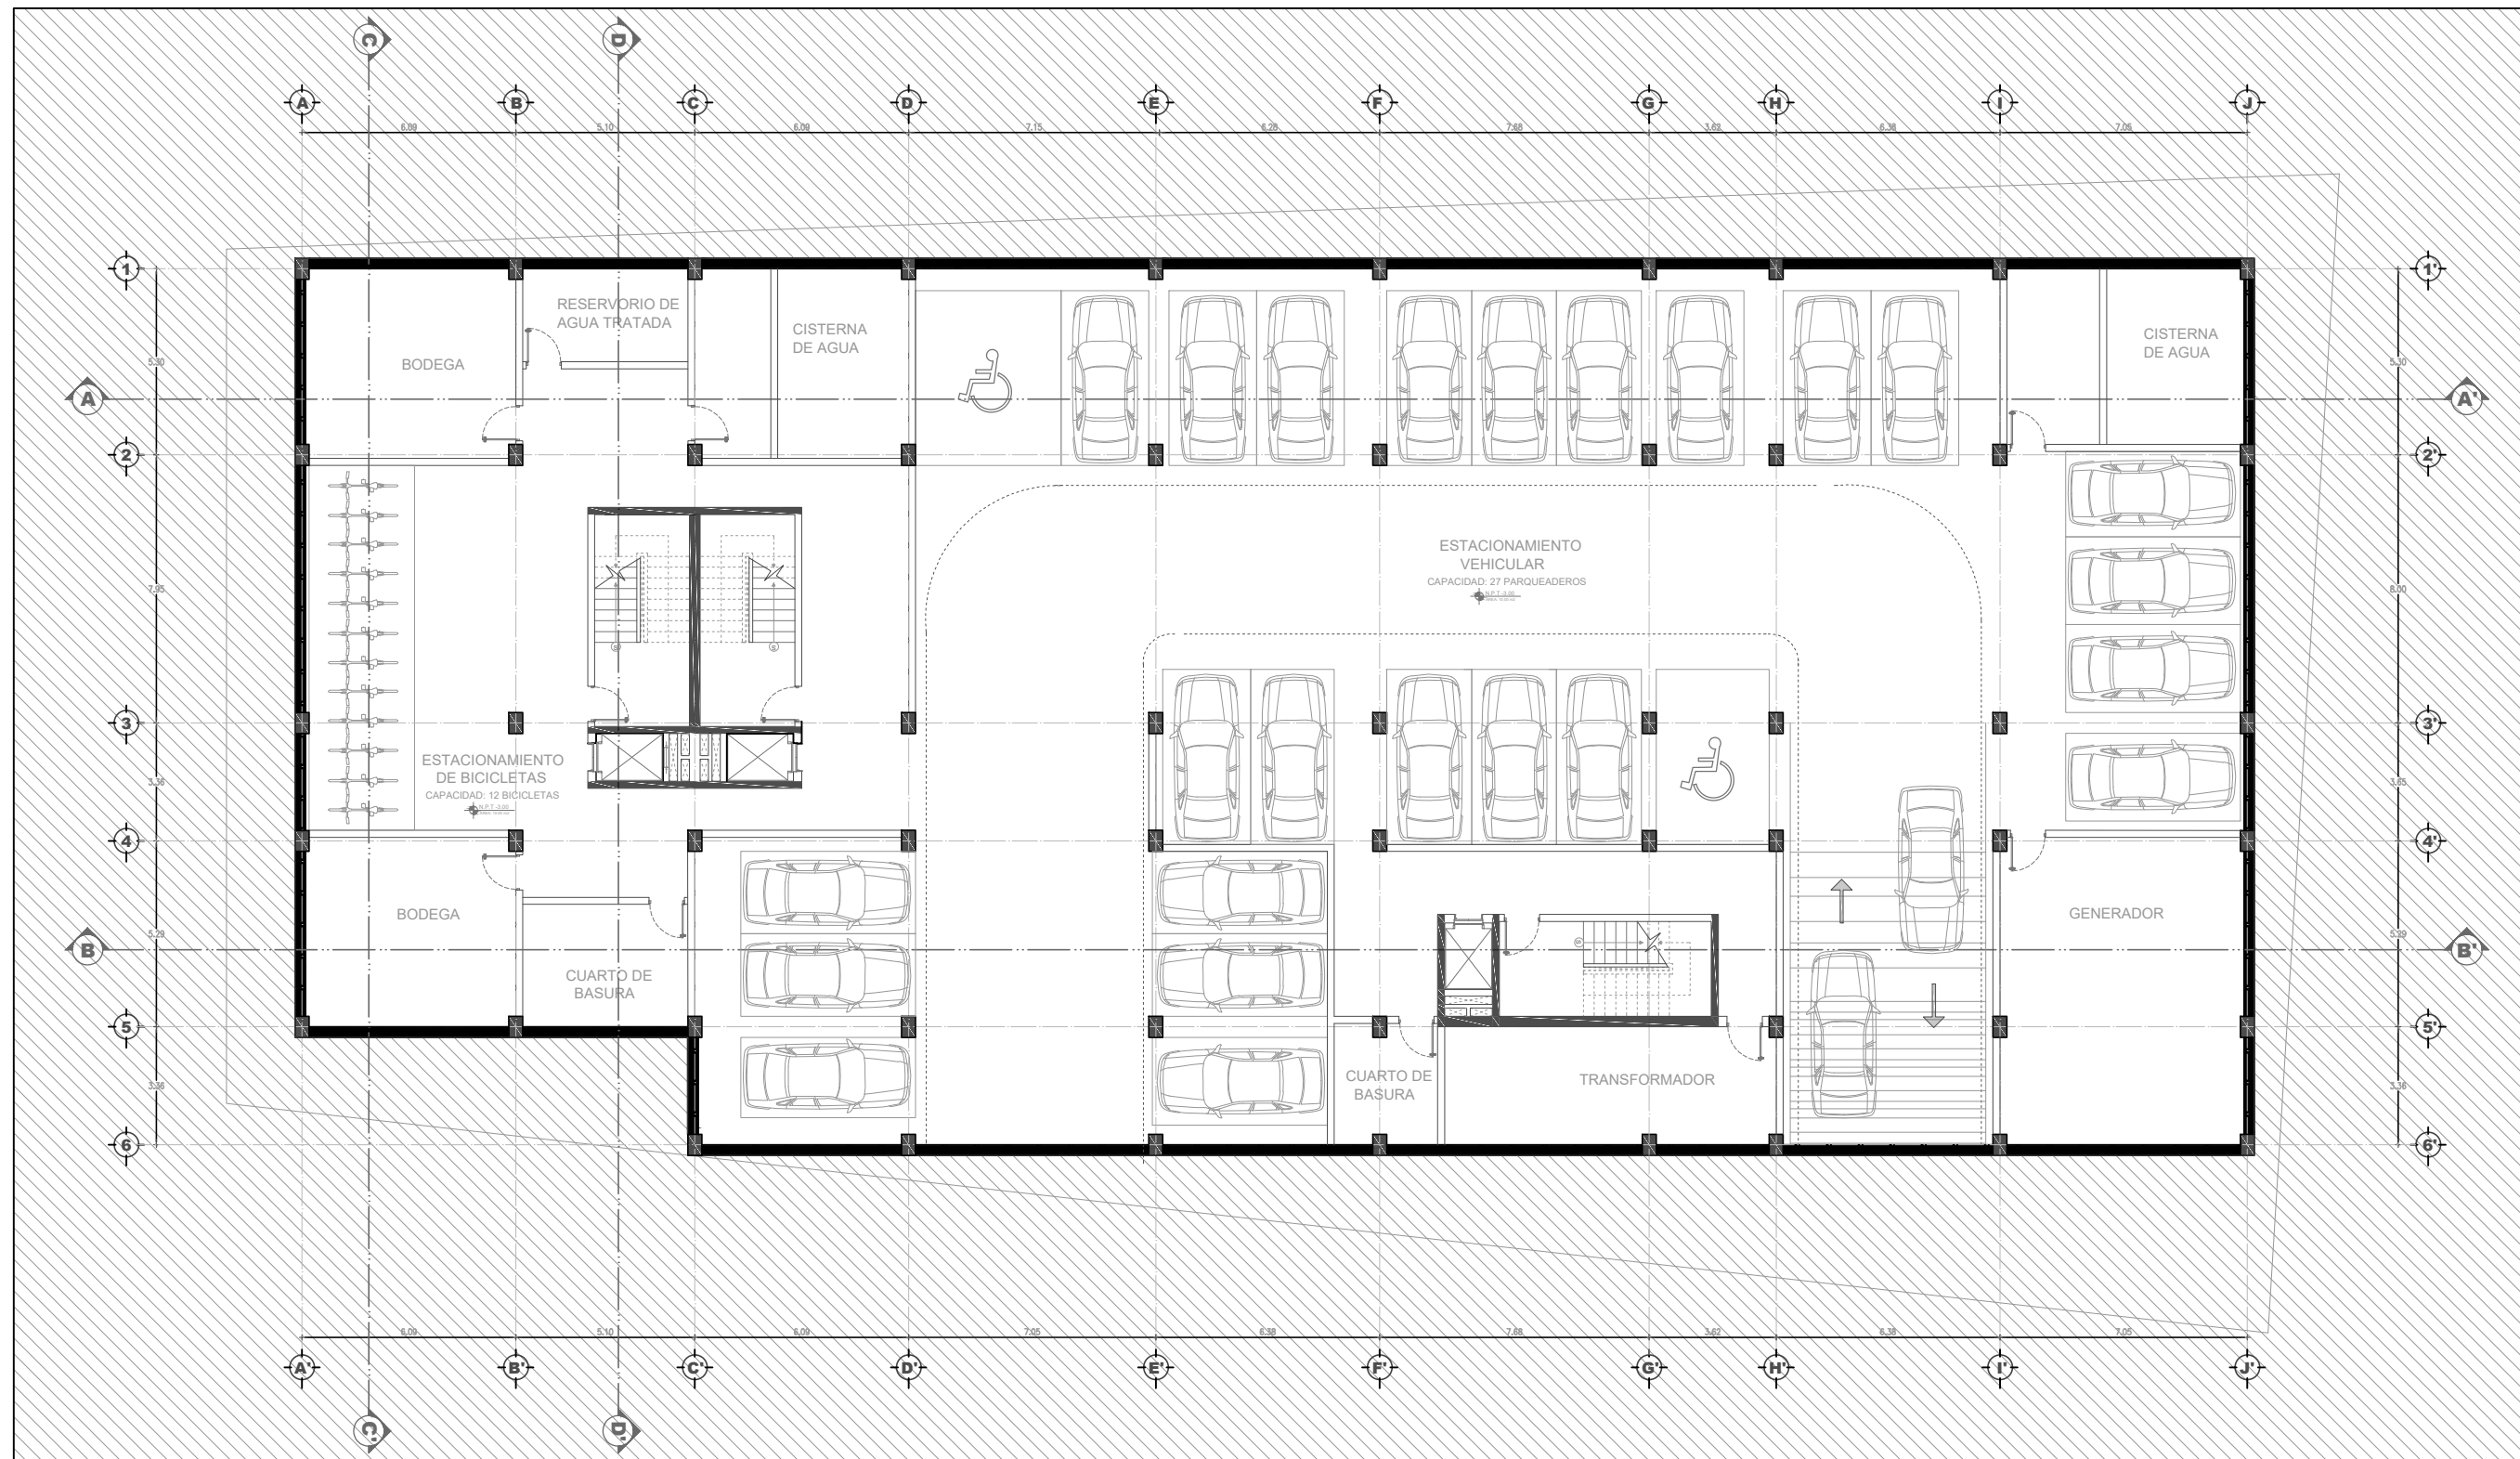 C D
A B C D E F G H I J
6.09 5.10 6.09 7.15 6.28 7.68 3.62 6.38 7.05
1 1'
RESERVORIO DE
AGUA TRATADA
CISTERNA
DE AGUA
BODEGA
CISTERNA
DE AGUA
5.30 5.30
A A'
2 2'
ESTACIONAMIENTO
VEHICULAR
CAPACIDAD: 27 PARQUEADEROS
N.P.T -3.00
7.95 8.00
S S
3 3'
ESTACIONAMIENTO
DE BICICLETAS
CAPACIDAD: 12 BICICLETAS
N.P.T -3.00
3.36 3.65
4 4'
BODEGA
GENERADOR
5.29 5.29
B B'
CUARTO DE
BASURA
5 5'
CUARTO DE
BASURA
TRANSFORMADOR
3.36 3.36
6 6'
6.09 5.10 6.09 7.05 6.38 7.68 3.62 6.38 7.05
A' B' C' D' E' F' G' H' I' J'
C' D'